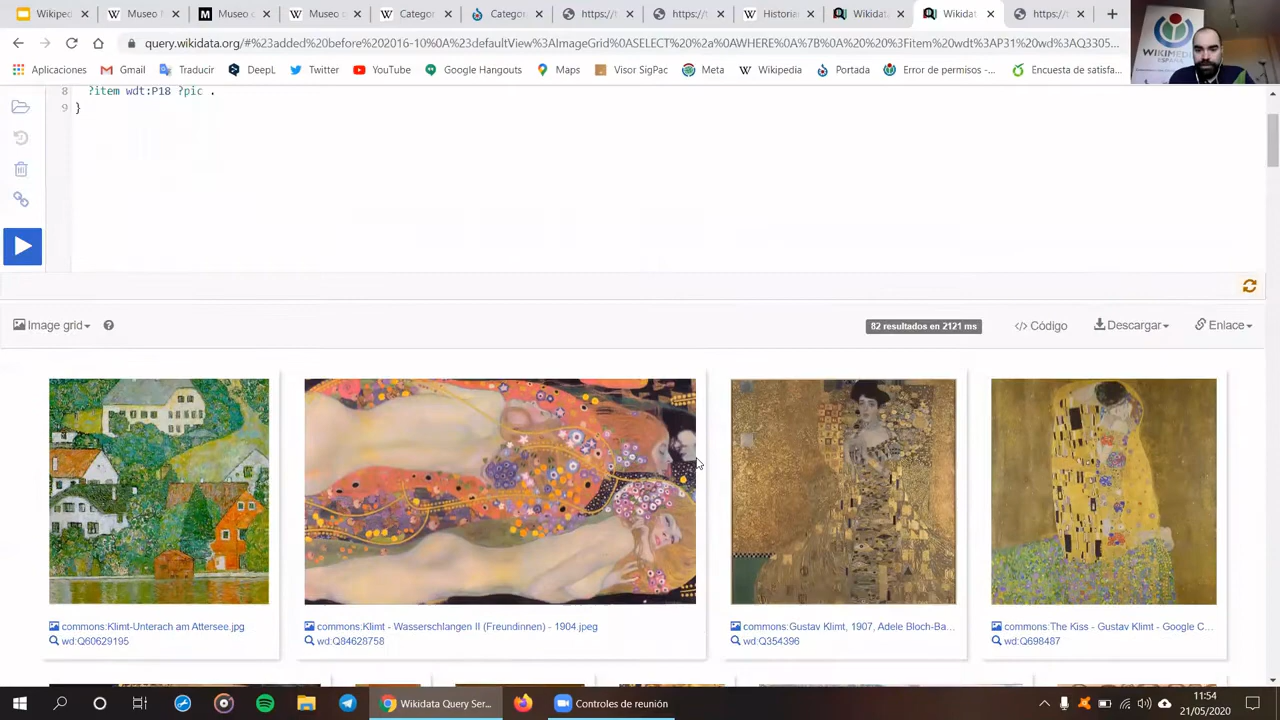 Wikiped
Museo N
Museo d
Museo c
Categor
Categor
https://t
https://t
Historia
Wikidat
Wikidat
https://t
query.wikidata.org/#%23added%20before%202016-10%0A%23defaultView%3AImageGrid%0ASELECT%20%2a%0AWHERE%0A%7B%0A%20%20%3Fitem%20wdt%3AP31%20wd%3AQ3305...
Aplicaciones
Gmail
Traducir
DeepL
Twitter
YouTube
Google Hangouts
Maps
Visor SigPac
Meta
Wikipedia
Portada
Error de permisos -...
Encuesta de satisfa...
WIKIMEDIA
8 ?item wdt:P18 ?pic .
9 }
Image grid
82 resultados en 2121 ms
</> Código
Descargar
Enlace
commons:Klimt-Unterach am Attersee.jpg
wd:Q60629195
commons:Klimt - Wasserschlangen II (Freundinnen) - 1904.jpeg
wd:Q84628758
commons:Gustav Klimt, 1907, Adele Bloch-Ba...
wd:Q354396
commons:The Kiss - Gustav Klimt - Google C...
wd:Q698487
Wikidata Query Ser...
Controles de reunión
11:54
21/05/2020